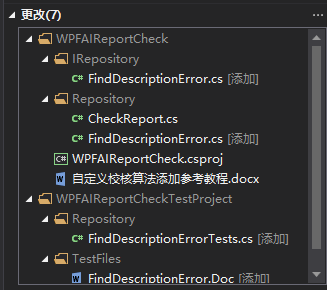 更改(7)
WPFAIReportCheck
IRepository
FindDescriptionError.cs [添加]
Repository
CheckReport.cs
FindDescriptionError.cs [添加]
WPFAIReportCheck.csproj
自定义校核算法添加参考教程.docx
WPFAIReportCheckTestProject
Repository
FindDescriptionErrorTests.cs [添加]
TestFiles
FindDescriptionError.Doc [添加]